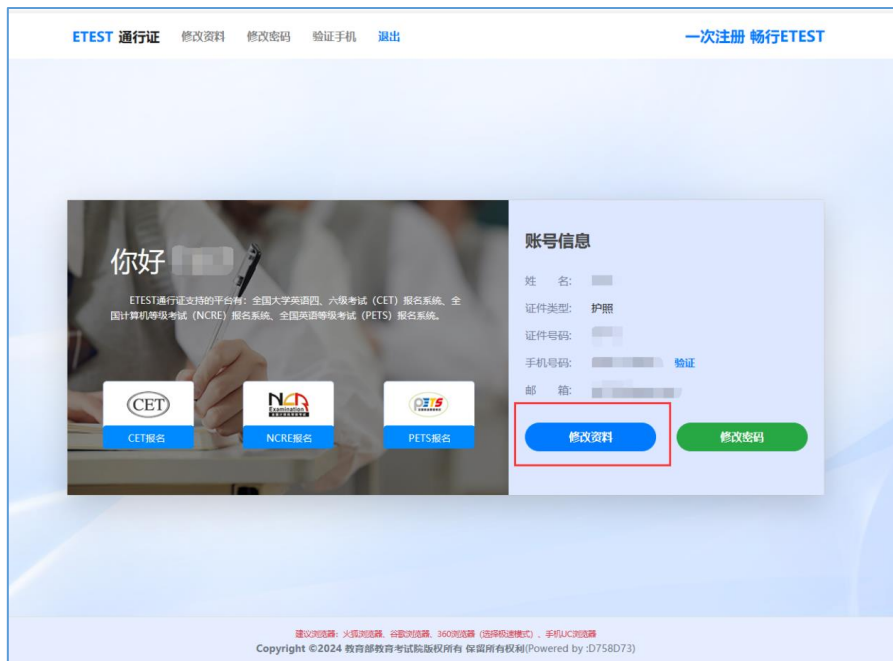 ETEST 通行证 修改资料 修改密码 验证手机 退出 一次注册 畅行ETEST
你好
ETEST通行证支持的平台有：全国大学英语四、六级考试（CET）报名系统、全
国计算机等级考试（NCRE）报名系统、全国英语等级考试（PETS）报名系统。
CET
CET报名
NCR
Examination
NCRE报名
PETS
PETS报名
账号信息
姓 名:
证件类型: 护照
证件号码:
手机号码: 验证
邮 箱:
修改资料 修改密码
建议浏览器：火狐浏览器、谷歌浏览器、360浏览器（选择极速模式）、手机UC浏览器
Copyright ©2024 教育部教育考试院版权所有 保留所有权利(Powered by :D758D73)